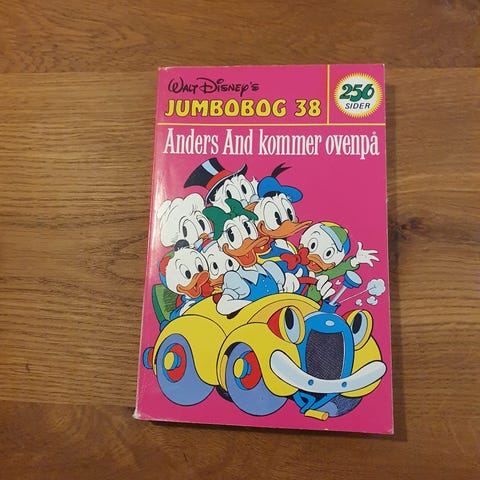 WALT DISNEY'S
JUMBOBOG 38
256
SIDER
Anders And kommer ovenpå